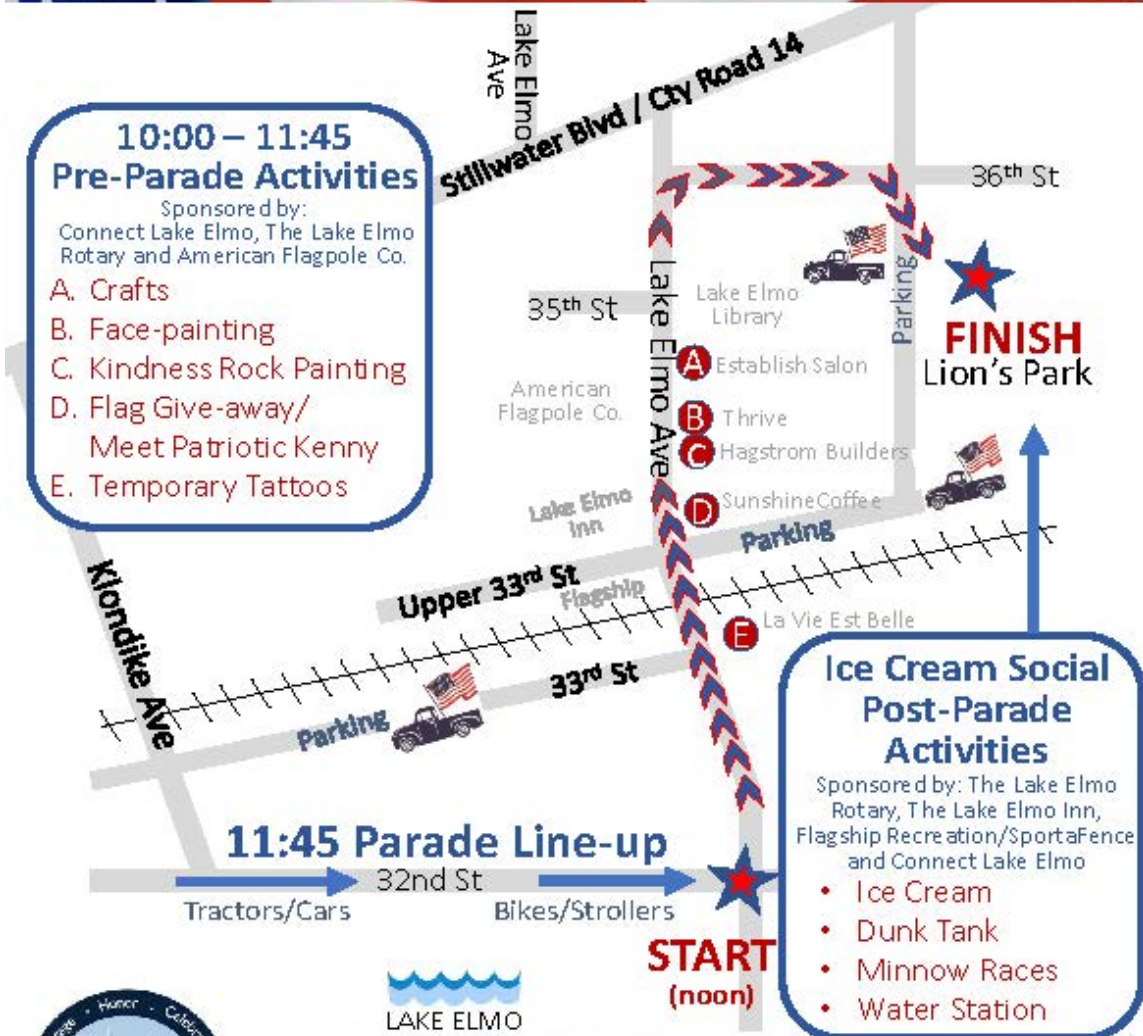 Lake Elmo
Ave
Stillwater Blvd / Cty Road 14
10:00 – 11:45
Pre-Parade Activities
Sponsored by:
Connect Lake Elmo, The Lake Elmo
Rotary and American Flagpole Co.
A. Crafts
B. Face-painting
C. Kindness Rock Painting
D. Flag Give-away/
Meet Patriotic Kenny
E. Temporary Tattoos
36th St
35th St
Lake Elmo Ave
Lake Elmo
Library
Parking
FINISH
Lion's Park
American
Flagpole Co.
A Establish Salon
B Thrive
C Hagstrom Builders
D SunshineCoffee
Lake Elmo
Inn
Parking
Upper 33rd St
Flagship
E La Vie Est Belle
Klondike Ave
33rd St
Parking
Ice Cream Social
Post-Parade
Activities
Sponsored by: The Lake Elmo
Rotary, The Lake Elmo Inn,
Flagship Recreation/SportaFence
and Connect Lake Elmo
• Ice Cream
• Dunk Tank
• Minnow Races
• Water Station
11:45 Parade Line-up
32nd St
Tractors/Cars
Bikes/Strollers
START
(noon)
LAKE ELMO
Honor